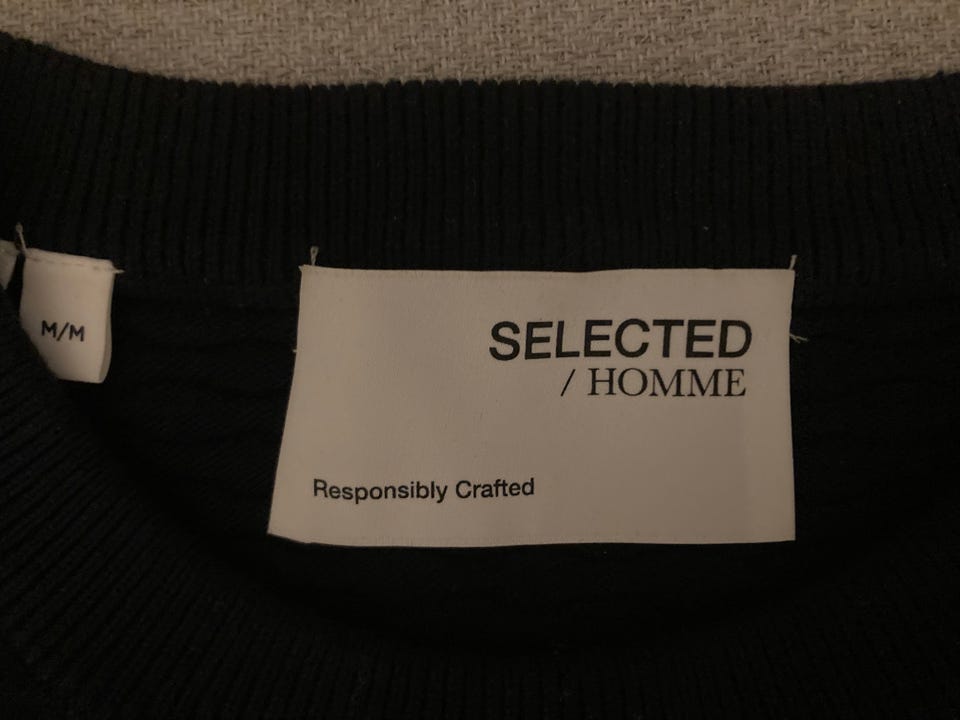 M/M
SELECTED
/ HOMME
Responsibly Crafted